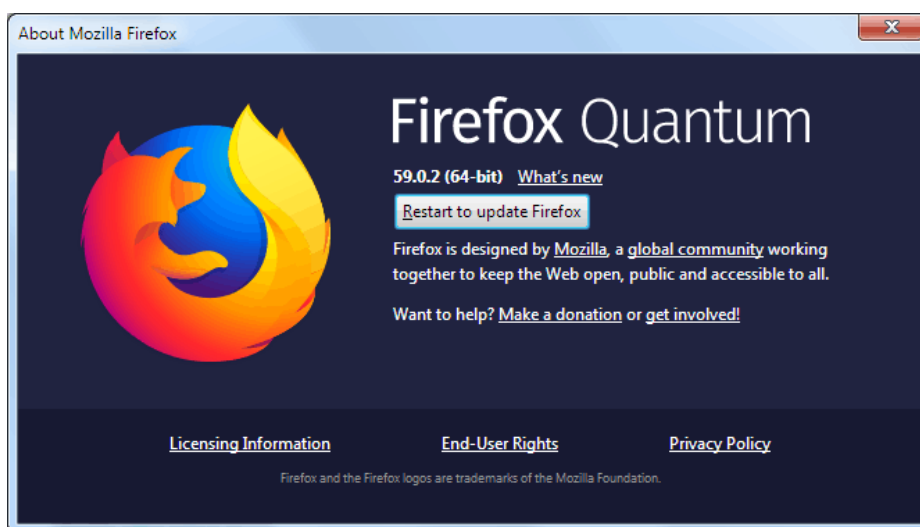 About Mozilla Firefox
X
Firefox Quantum
59.0.2 (64-bit) What's new
Restart to update Firefox
Firefox is designed by Mozilla, a global community working
together to keep the Web open, public and accessible to all.
Want to help? Make a donation or get involved!
Licensing Information End-User Rights Privacy Policy
Firefox and the Firefox logos are trademarks of the Mozilla Foundation.